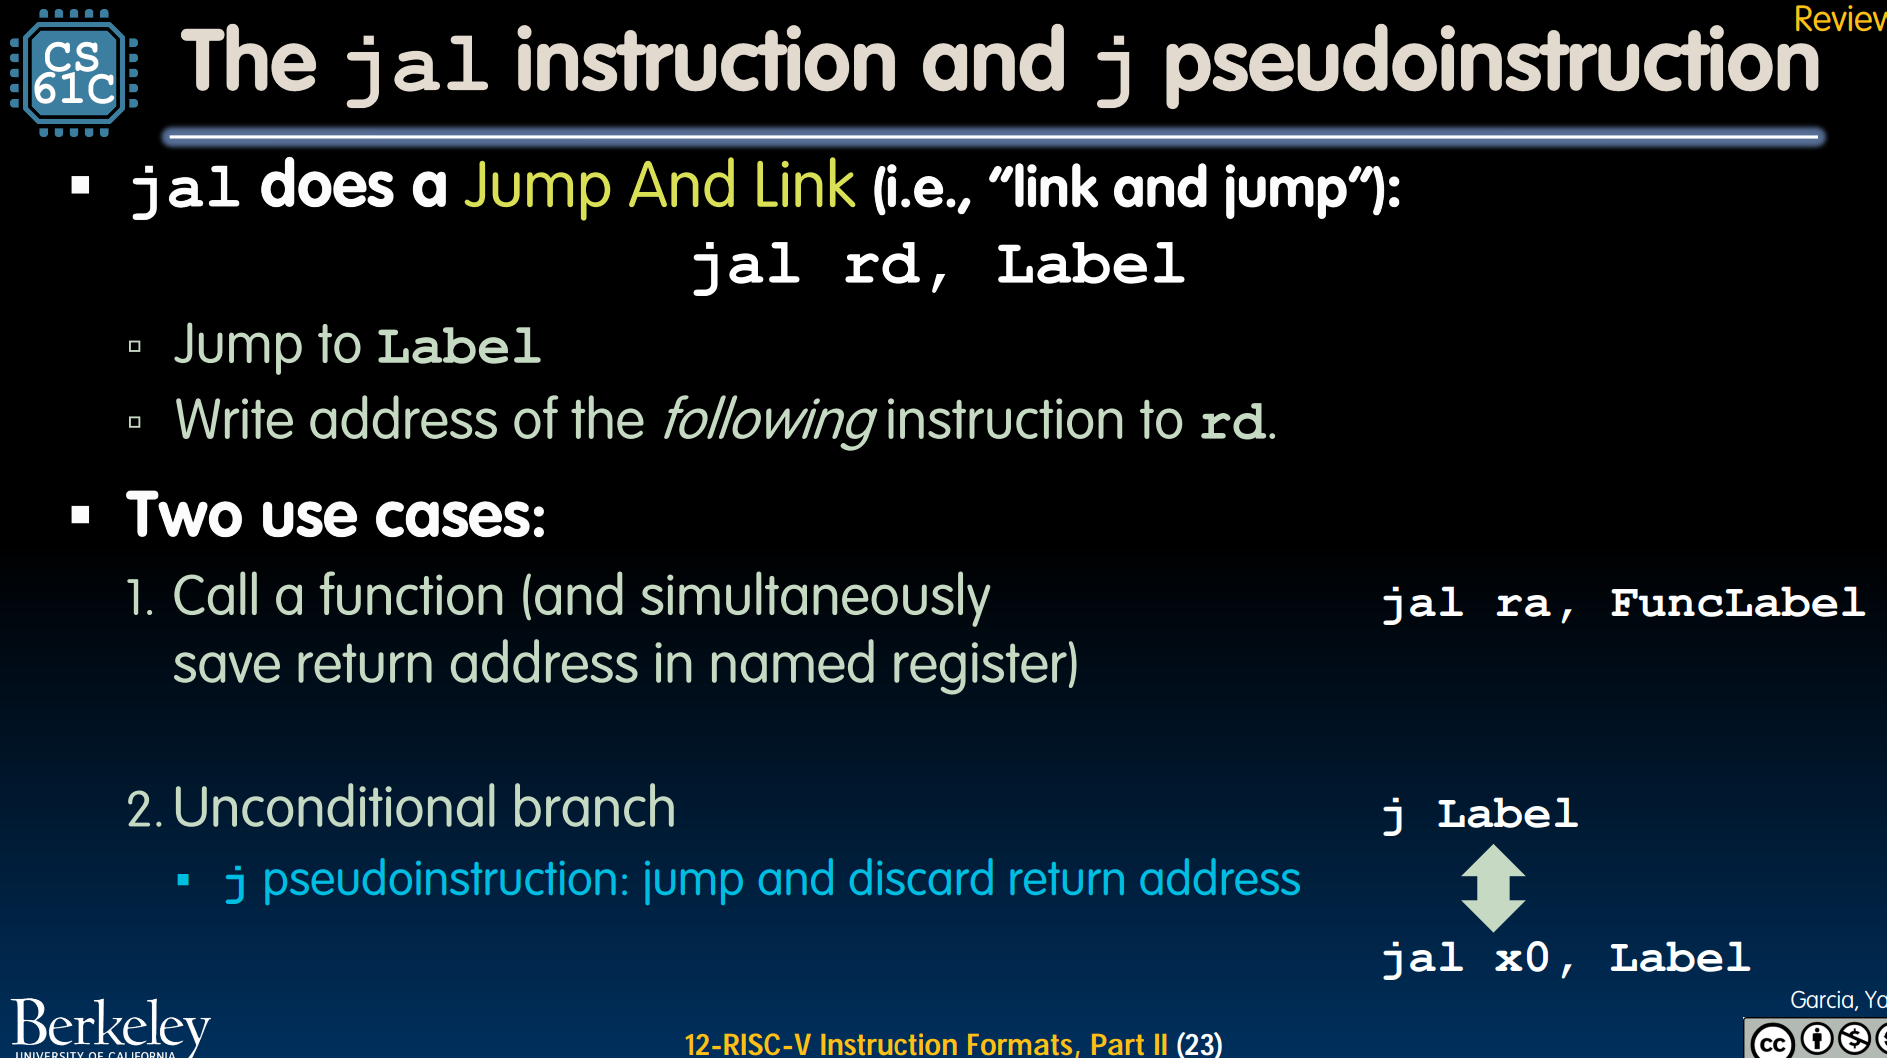 Review
CS
61C
The jal instruction and j pseudoinstruction
▪ jal does a Jump And Link (i.e., “link and jump”):
jal rd, Label
▫ Jump to Label
▫ Write address of the following instruction to rd.
▪ Two use cases:
1. Call a function (and simultaneously
save return address in named register)
jal ra, FuncLabel
2. Unconditional branch
j Label
▪ j pseudoinstruction: jump and discard return address
jal x0, Label
Berkeley
UNIVERSITY OF CALIFORNIA
12-RISC-V Instruction Formats, Part II (23)
Garcia,
cc